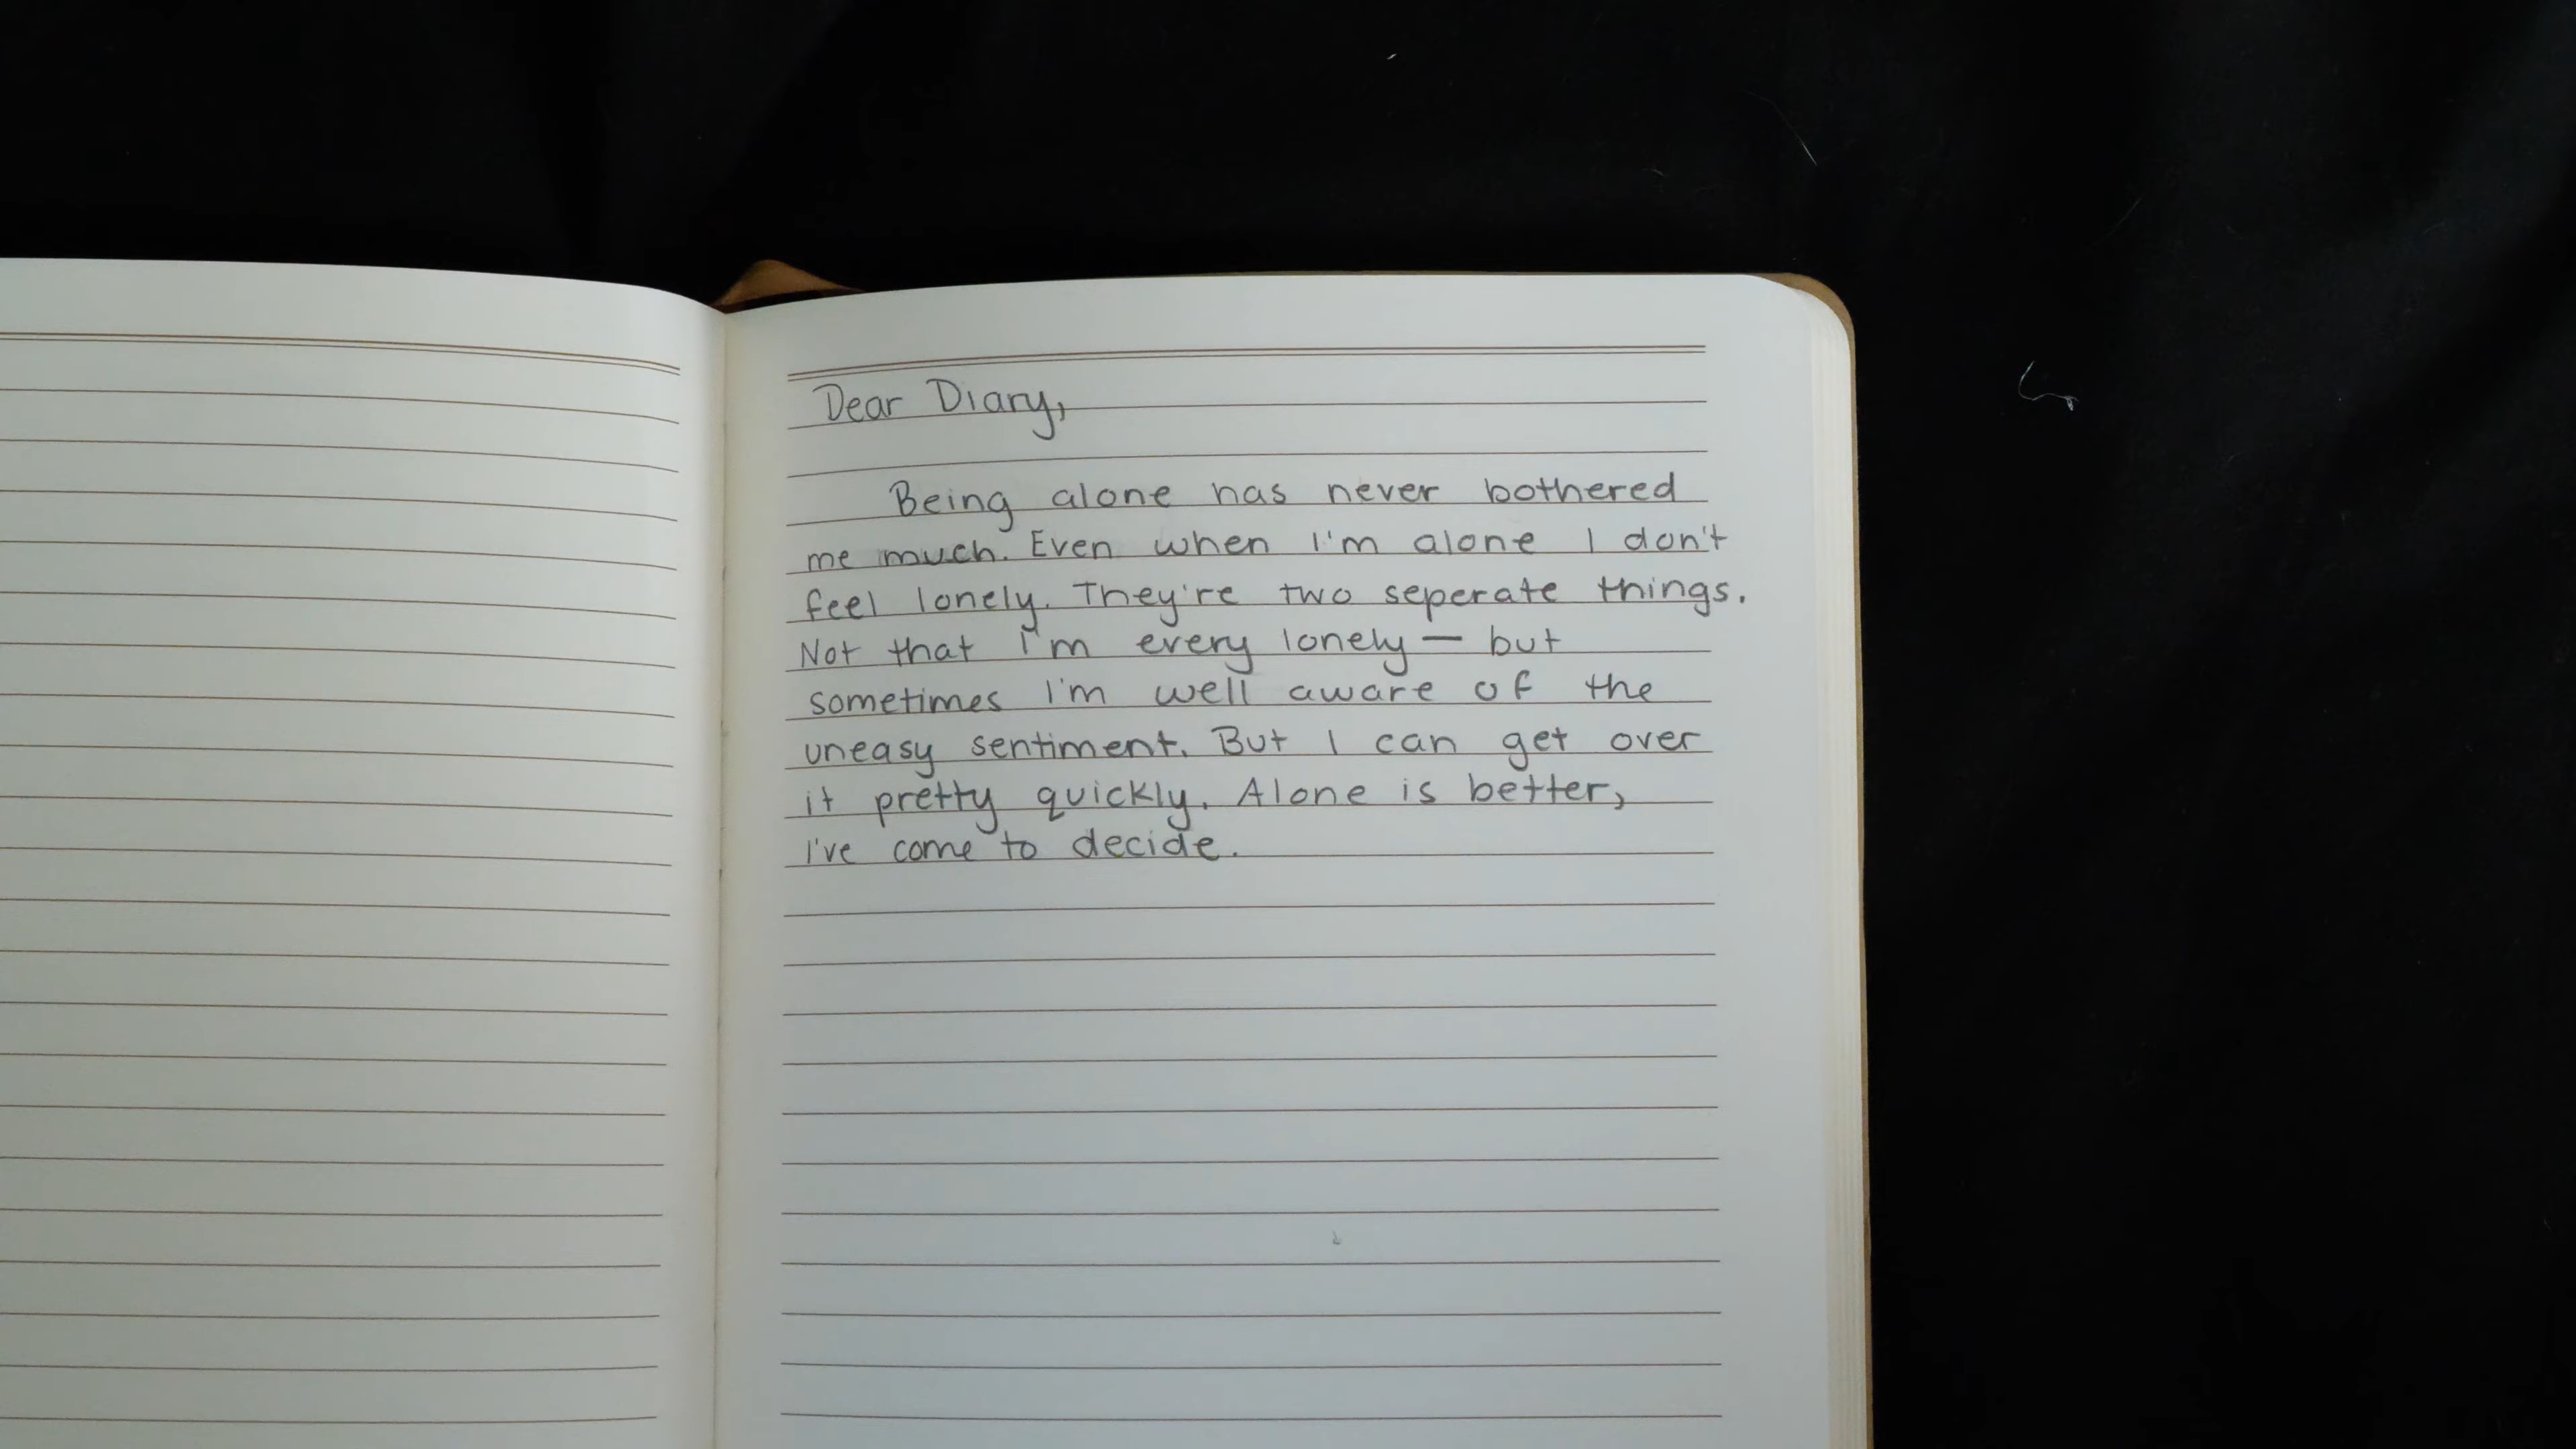 Dear Diary,
Being alone has never bothered
me much. Even when I'm alone I don't
feel lonely. They're two seperate things.
Not that I'm every lonely — but
sometimes I'm well aware of the
uneasy sentiment. But I can get over
it pretty quickly. Alone is better,
I've come to decide.